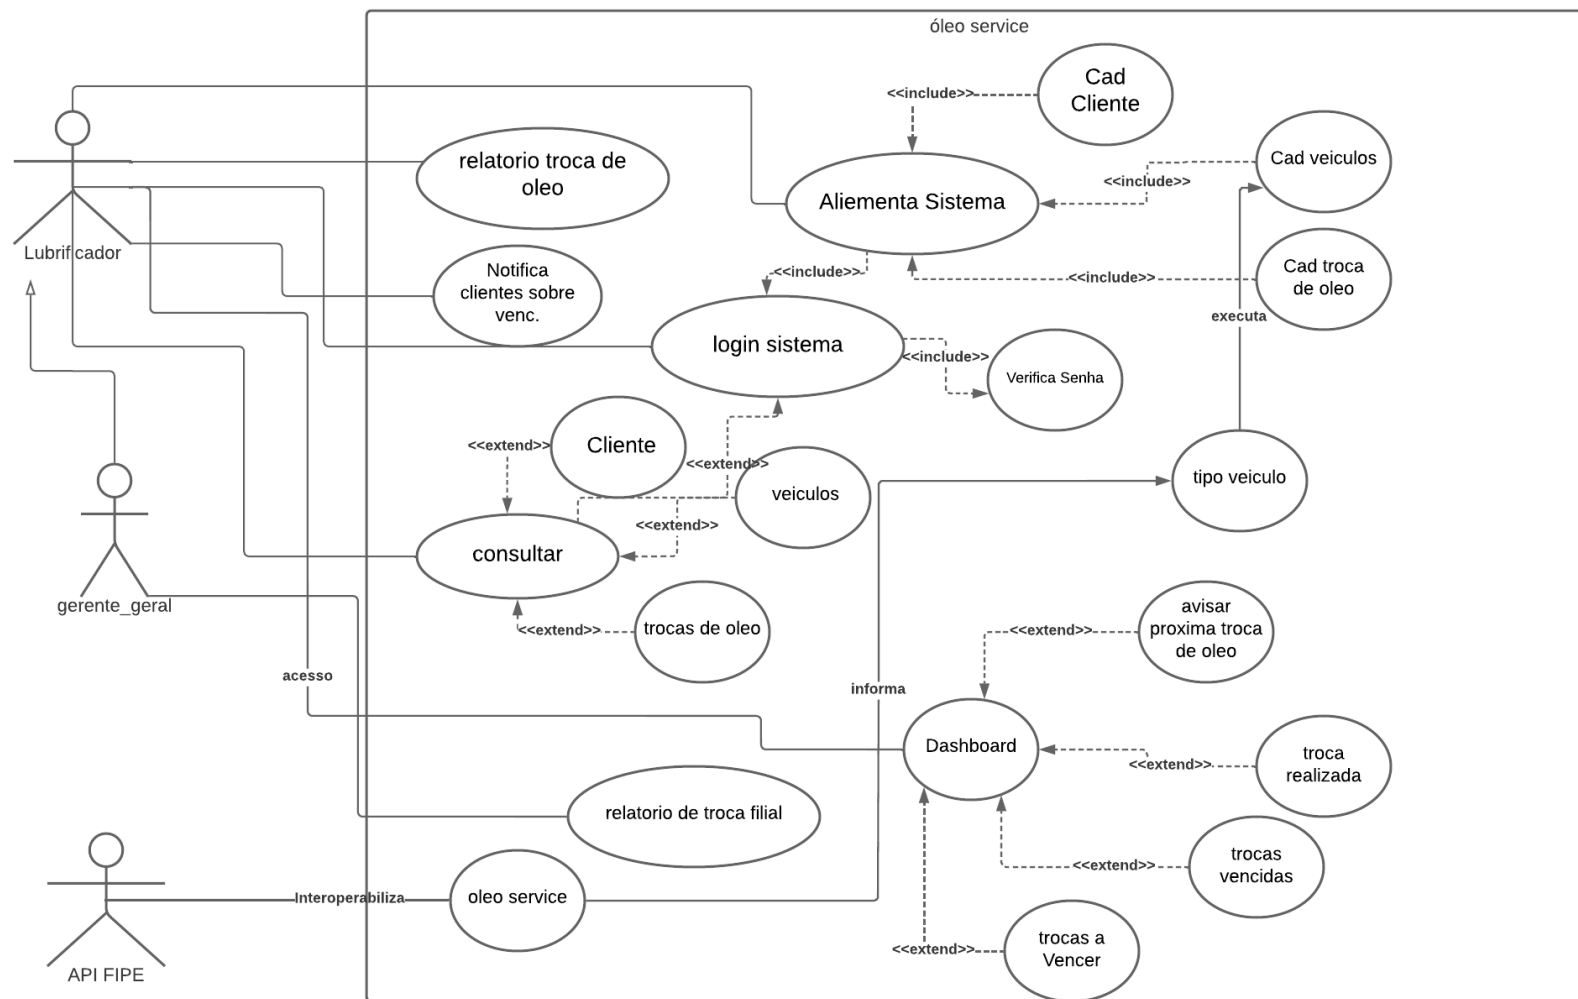 óleo service
Cad
Cliente
<<include>>
relatorio troca de
oleo
Cad veiculos
<<include>>
Aliementa Sistema
Lubrificador
Notifica
clientes sobre
venc.
<<include>>
<<include>>
Cad troca
de oleo
executa
login sistema
<<include>>
Verifica Senha
<<extend>>
Cliente
<<extend>>
veiculos
tipo veiculo
<<extend>>
consultar
gerente_geral
<<extend>>
trocas de oleo
avisar
proxima troca
de oleo
<<extend>>
acesso
informa
Dashboard
<<extend>>
troca
realizada
relatorio de troca filial
trocas
vencidas
<<extend>>
Interoperabiliza
oleo service
trocas a
Vencer
<<extend>>
API FIPE